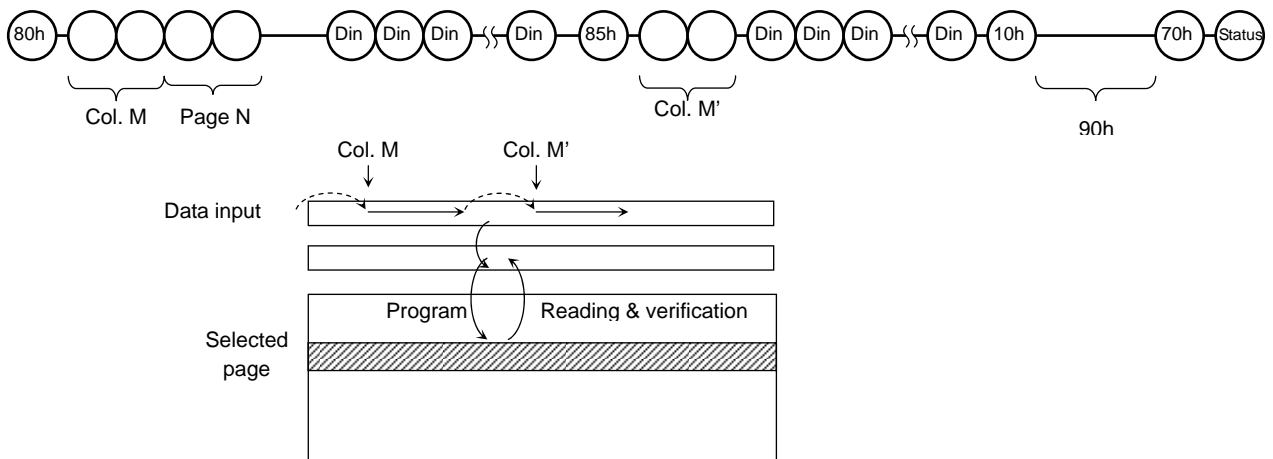 80h Din Din Din Din 85h Din Din Din Din 10h 70h Status
Col. M Page N Col. M’
90h
Col. M Col. M’
Data input
Program Reading & verification
Selected
page